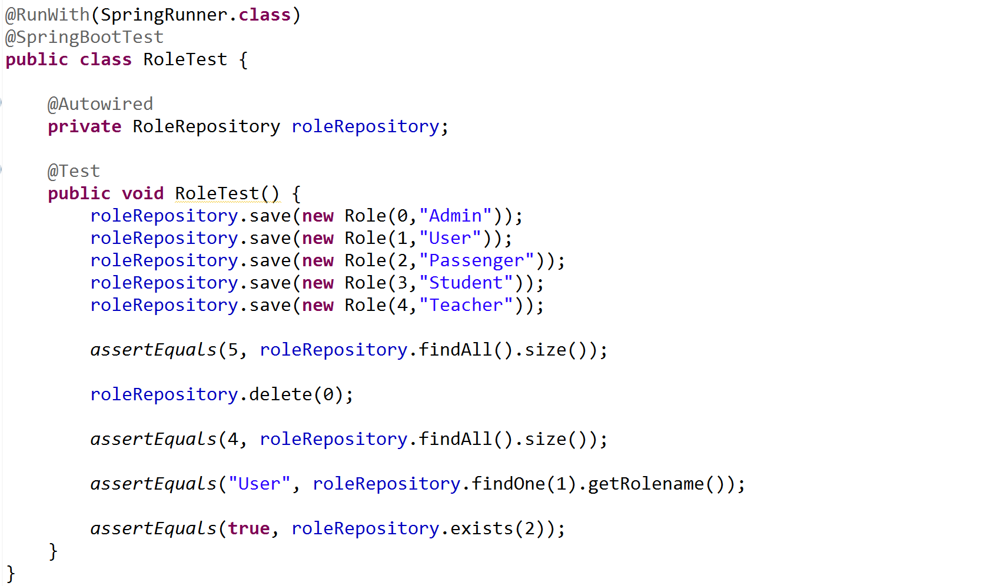 @RunWith(SpringRunner.class)
@SpringBootTest
public class RoleTest {
@Autowired
private RoleRepository roleRepository;
@Test
public void RoleTest() {
roleRepository.save(new Role(0,"Admin"));
roleRepository.save(new Role(1,"User"));
roleRepository.save(new Role(2,"Passenger"));
roleRepository.save(new Role(3,"Student"));
roleRepository.save(new Role(4,"Teacher"));
assertEquals(5, roleRepository.findAll().size());
roleRepository.delete(0);
assertEquals(4, roleRepository.findAll().size());
assertEquals("User", roleRepository.findOne(1).getRolename());
assertEquals(true, roleRepository.exists(2));
}
}